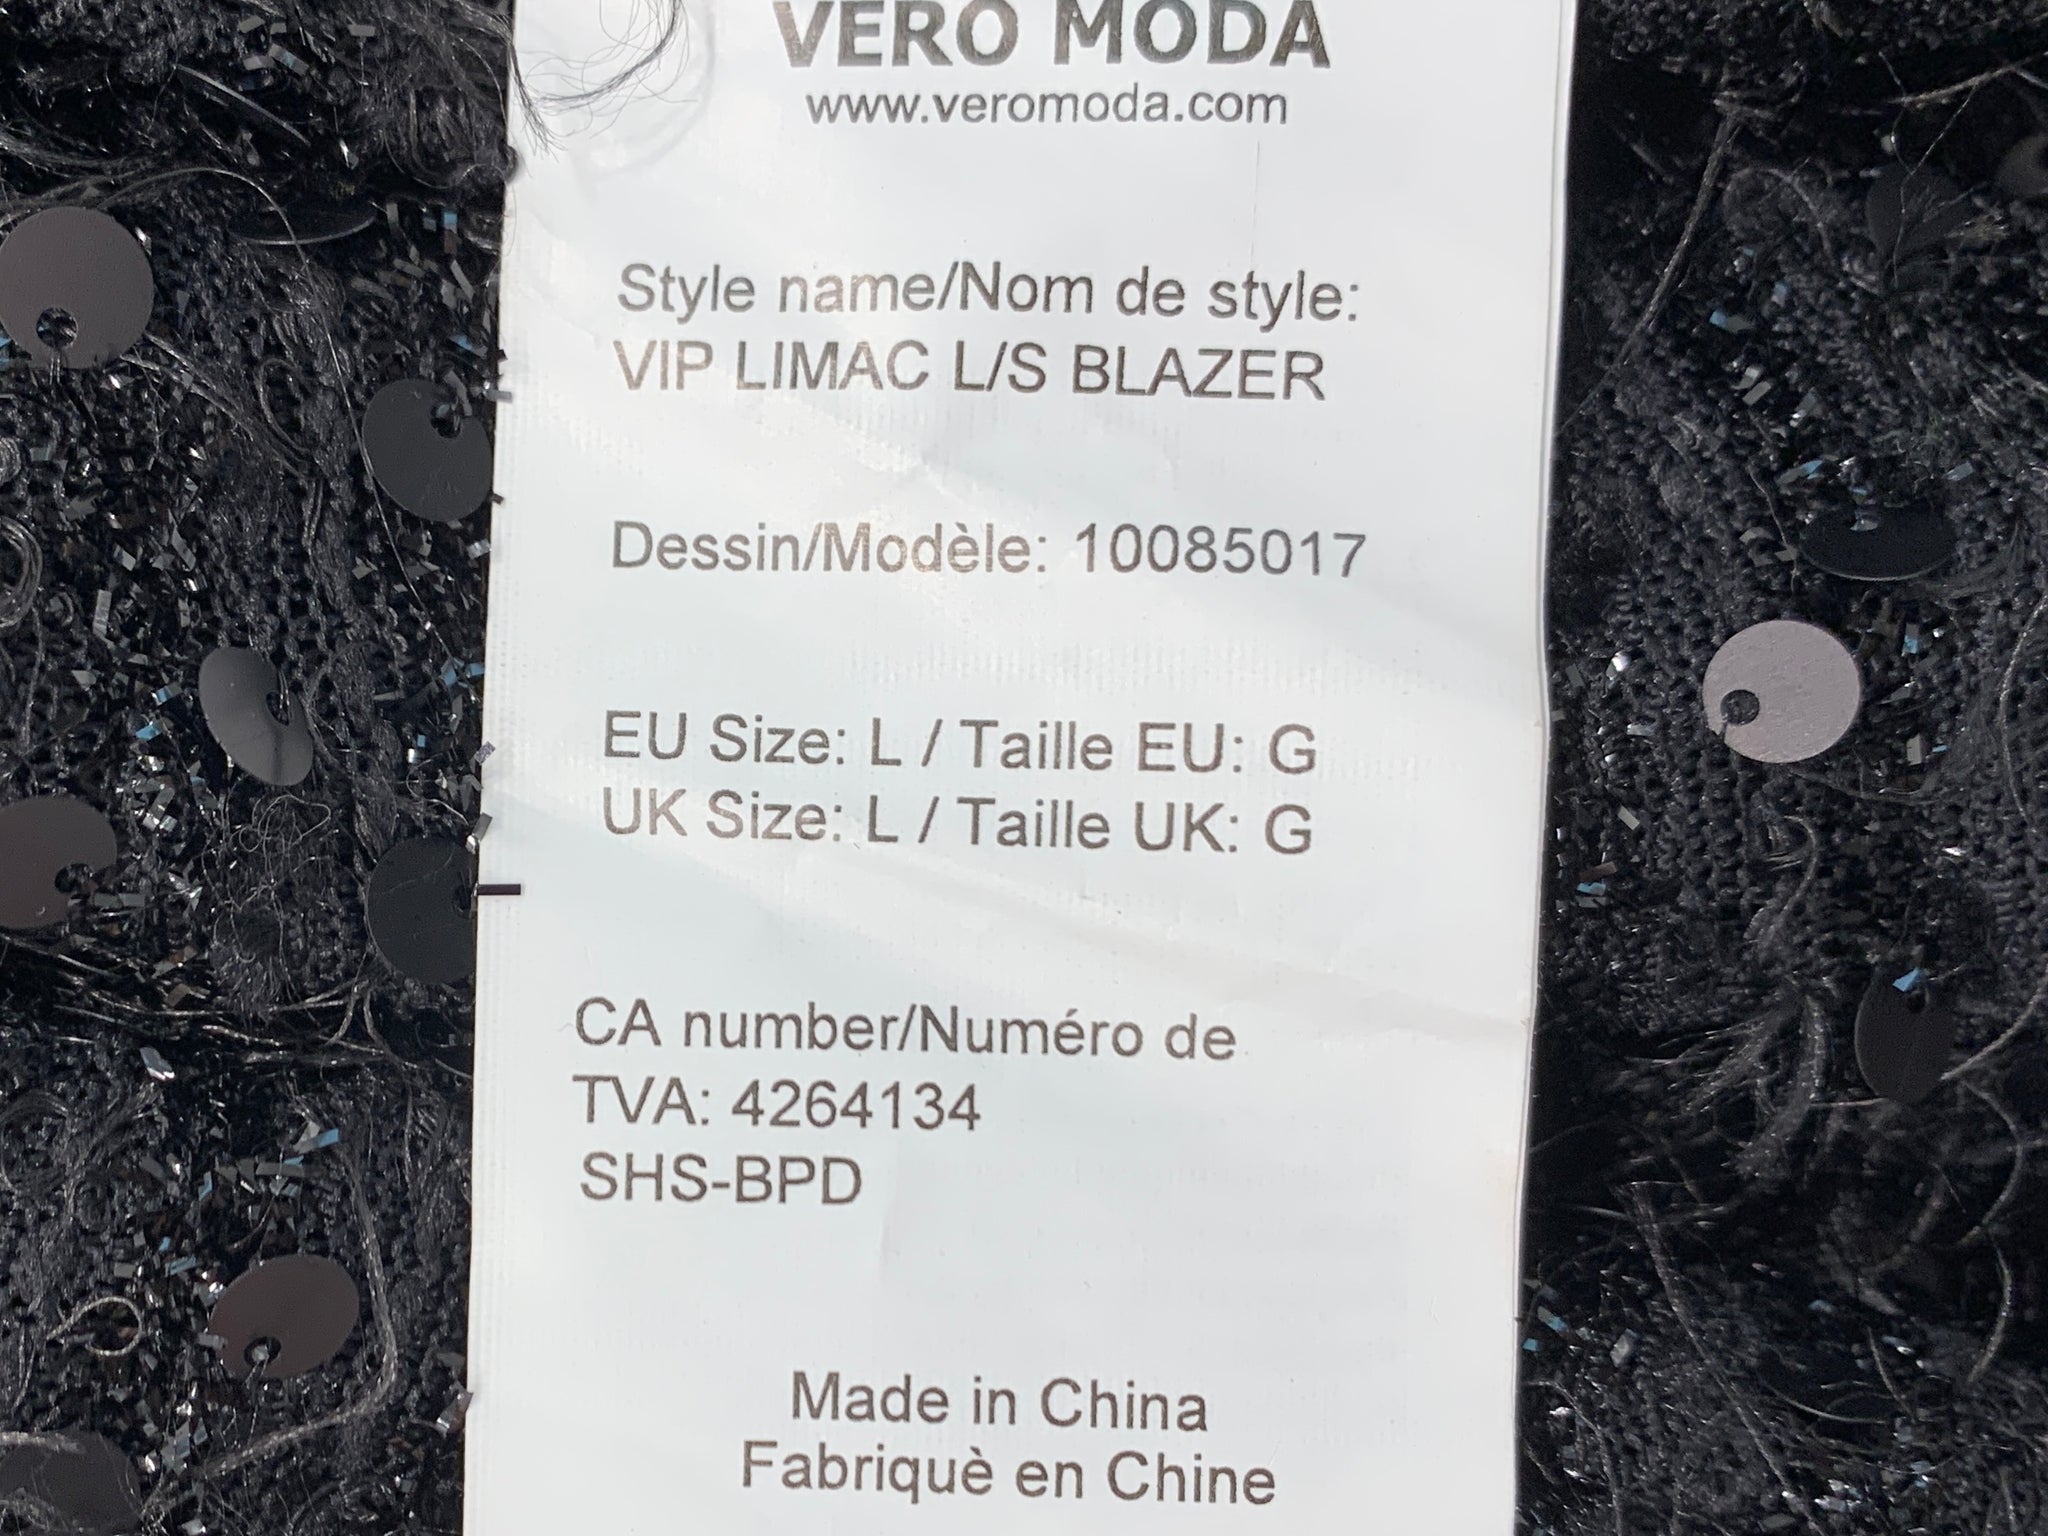 VERO MODA
www.veromoda.com
Style name/Nom de style:
VIP LIMAC L/S BLAZER
Dessin/Modèle: 10085017
EU Size: L / Taille EU: G
UK Size: L / Taille UK: G
CA number/Numéro de
TVA: 4264134
SHS-BPD
Made in China
Fabriquè en Chine